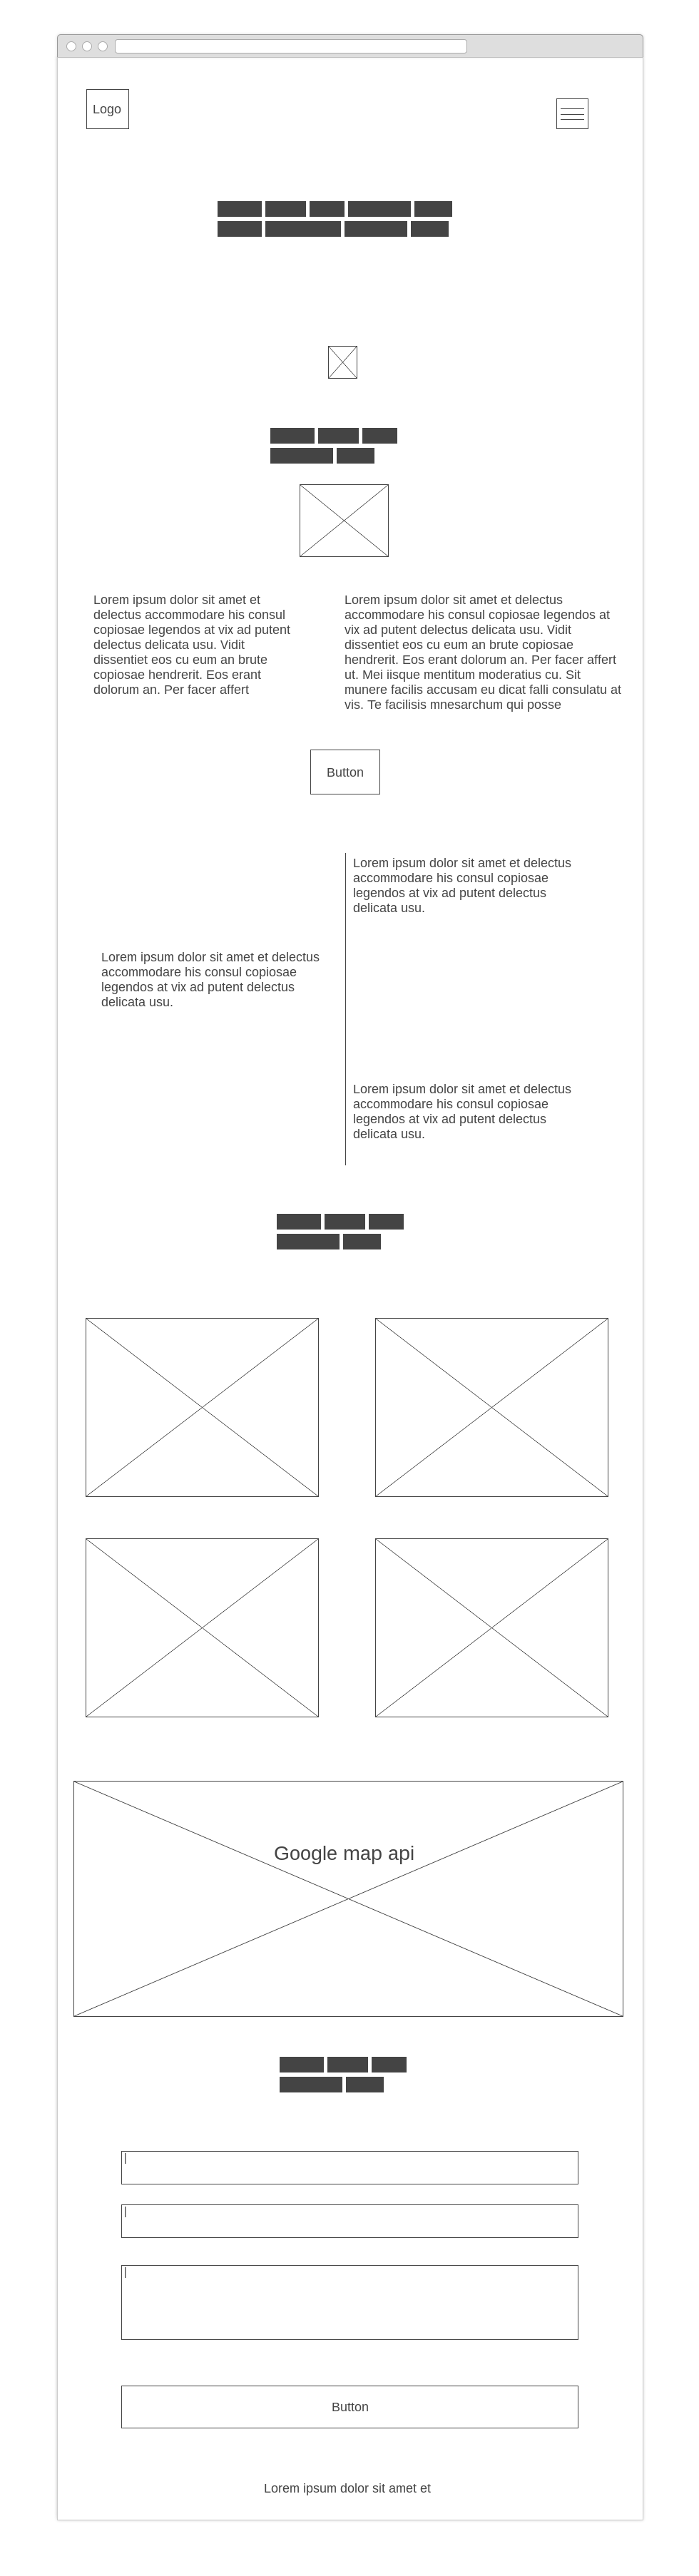 Logo
Lorem ipsum dolor sit amet et
delectus accommodare his consul
copiosae legendos at vix ad putent
delectus delicata usu. Vidit
dissentiet eos cu eum an brute
copiosae hendrerit. Eos erant
dolorum an. Per facer affert
Lorem ipsum dolor sit amet et delectus
accommodare his consul copiosae legendos at
vix ad putent delectus delicata usu. Vidit
dissentiet eos cu eum an brute copiosae
hendrerit. Eos erant dolorum an. Per facer affert
ut. Mei iisque mentitum moderatius cu. Sit
munere facilis accusam eu dicat falli consulatu at
vis. Te facilisis mnesarchum qui posse
Button
Lorem ipsum dolor sit amet et delectus
accommodare his consul copiosae
legendos at vix ad putent delectus
delicata usu.
Lorem ipsum dolor sit amet et delectus
accommodare his consul copiosae
legendos at vix ad putent delectus
delicata usu.
Lorem ipsum dolor sit amet et delectus
accommodare his consul copiosae
legendos at vix ad putent delectus
delicata usu.
Google map api
Button
Lorem ipsum dolor sit amet et